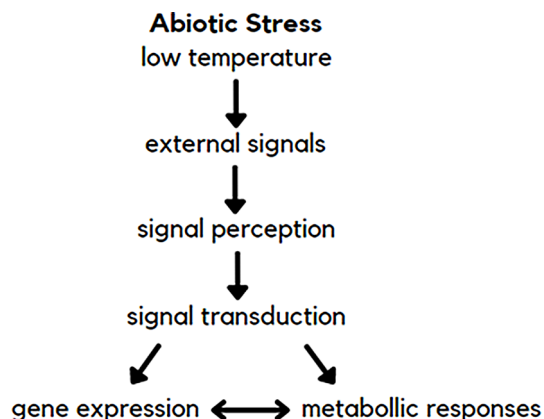 Abiotic Stress
low temperature
external signals
signal perception
signal transduction
gene expression
metabollic responses